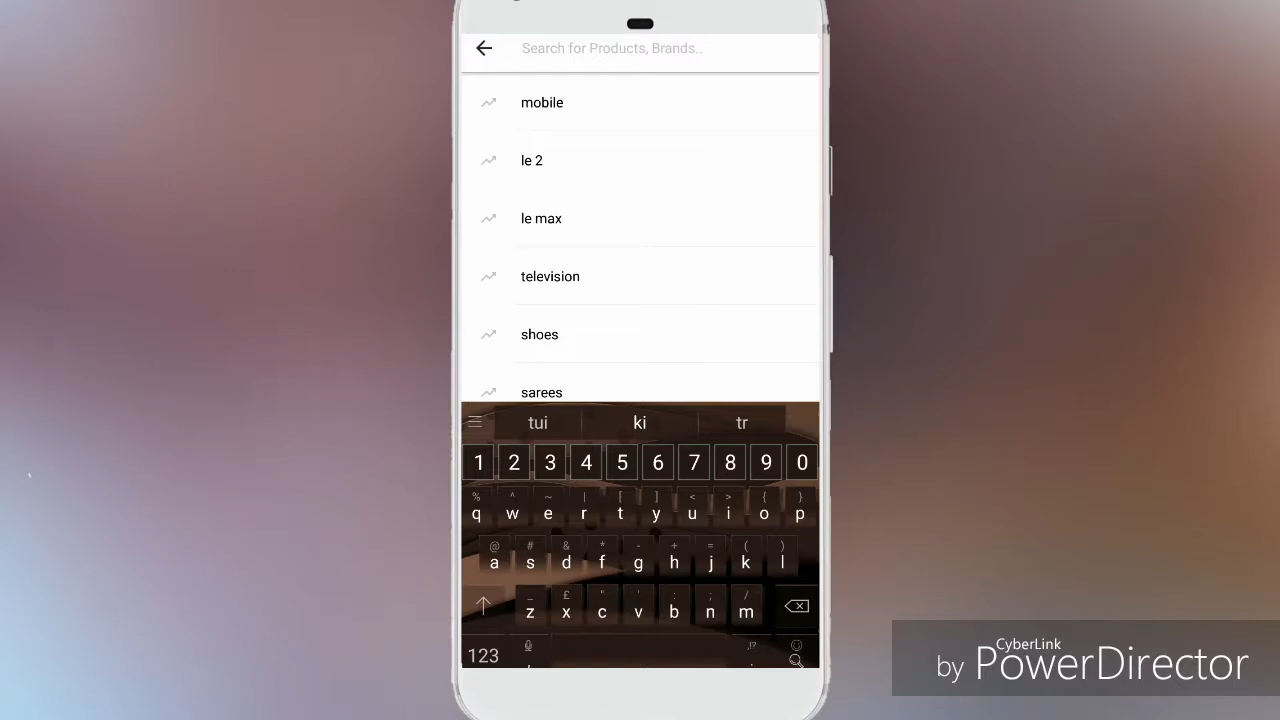 Search for Products, Brands..
mobile
le 2
le max
television
shoes
sarees
tui ki tr
1 2 3 4 5 6 7 8 9 0
% ^ ~ | [ ] < > { }
q w e r t y u i o p
@ # & * - + = ( )
a s d f g h j k l
_ £ " ' : ; /
z x c v b n m
123 , ,!? .
CyberLink
by PowerDirector